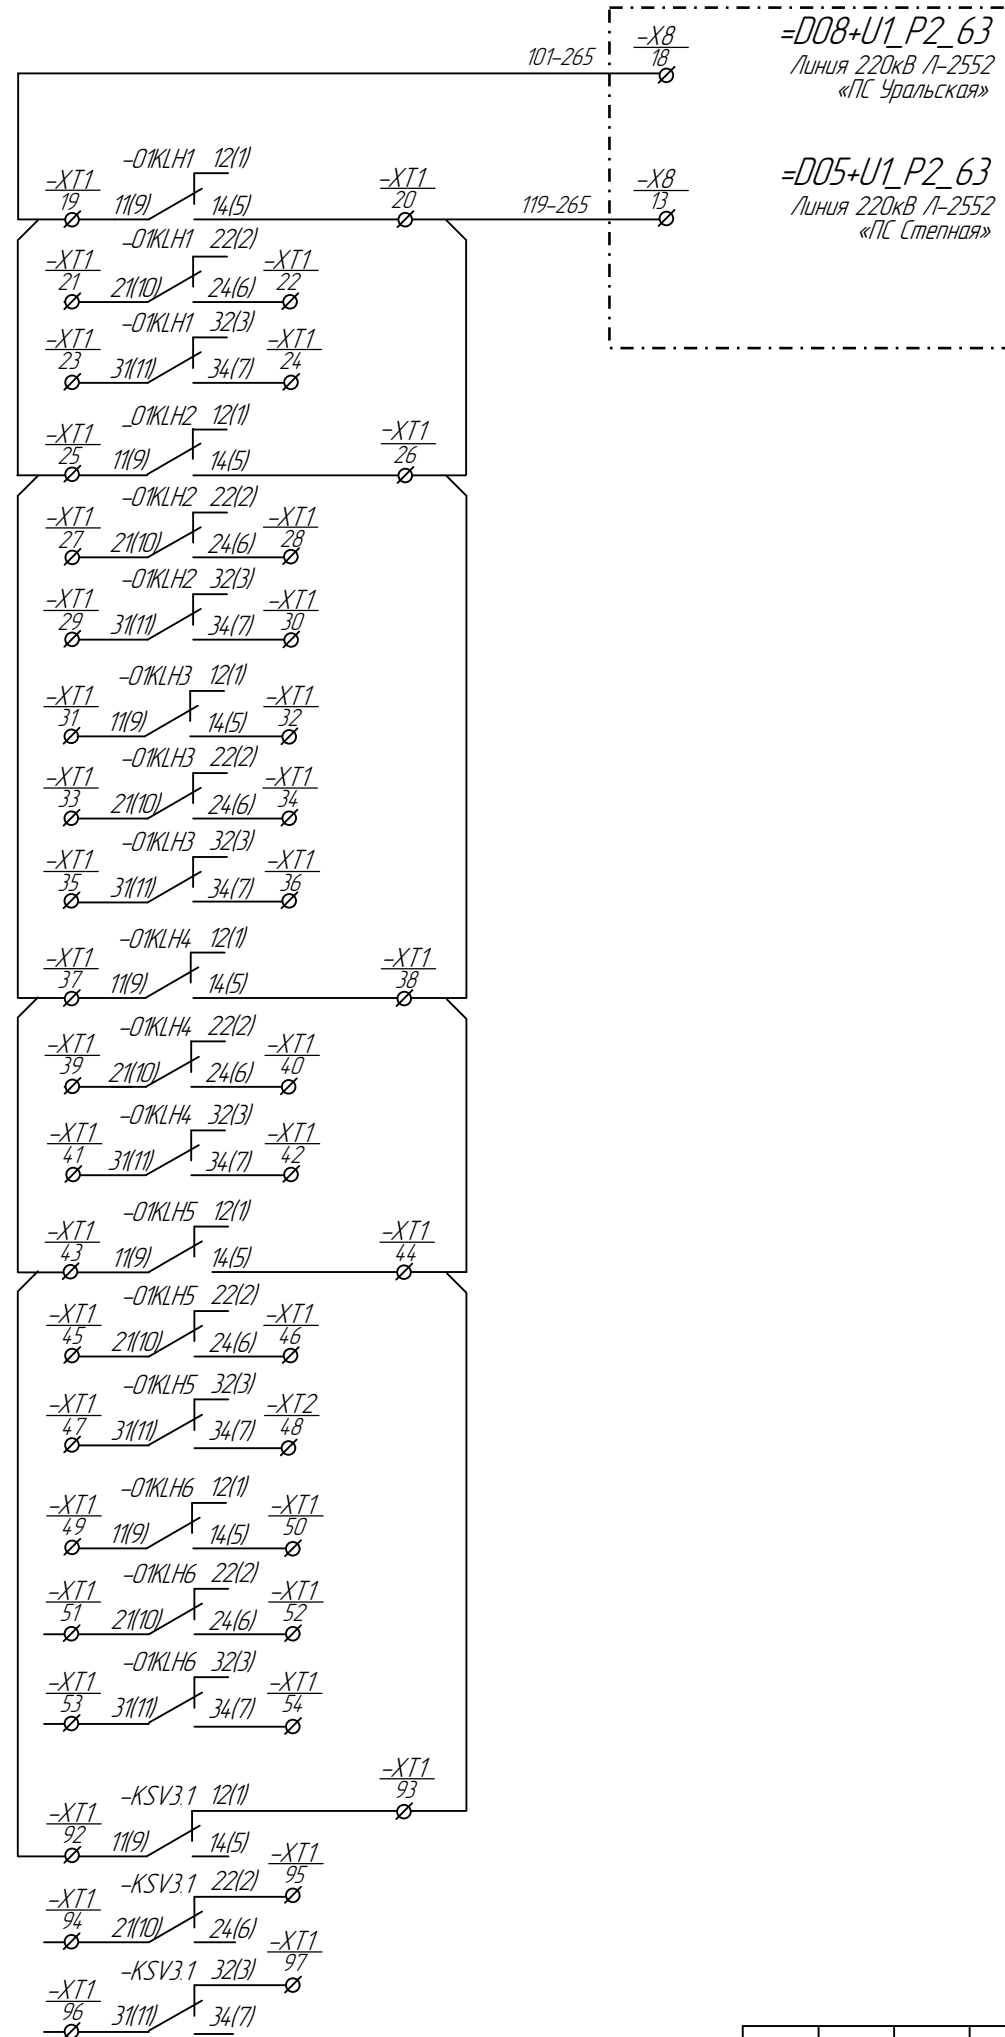 =D08+U1_P2_63
101-265 -X8 Линия 220кВ Л-2552
18 «ПС Уральская»
-01KLH1 12(1)
-XT1 -XT1 -X8 =D05+U1_P2_63
19 11(9) 14(5) 20 119-265 13 Линия 220кВ Л-2552
«ПС Степная»
-01KLH1 22(2)
-XT1 -XT1
21 21(10) 24(6) 22
-01KLH1 32(3)
-XT1 -XT1
23 31(11) 34(7) 24
_01KLH2 12(1)
-XT1 -XT1
25 11(9) 14(5) 26
-01KLH2 22(2)
-XT1 -XT1
27 21(10) 24(6) 28
-01KLH2 32(3)
-XT1 -XT1
29 31(11) 34(7) 30
-01KLH3 12(1)
-XT1 -XT1
31 11(9) 14(5) 32
-01KLH3 22(2)
-XT1 -XT1
33 21(10) 24(6) 34
-01KLH3 32(3)
-XT1 -XT1
35 31(11) 34(7) 36
-01KLH4 12(1)
-XT1 -XT1
37 11(9) 14(5) 38
-01KLH4 22(2)
-XT1 -XT1
39 21(10) 24(6) 40
-01KLH4 32(3)
-XT1 -XT1
41 31(11) 34(7) 42
-01KLH5 12(1)
-XT1 -XT1
43 11(9) 14(5) 44
-01KLH5 22(2)
-XT1 -XT1
45 21(10) 24(6) 46
-01KLH5 32(3)
-XT1 -XT2
47 31(11) 34(7) 48
-01KLH6 12(1)
-XT1 -XT1
49 11(9) 14(5) 50
-01KLH6 22(2)
-XT1 -XT1
51 21(10) 24(6) 52
-01KLH6 32(3)
-XT1 -XT1
53 31(11) 34(7) 54
-XT1
-KSV3.1 12(1) 93
-XT1
92 11(9) 14(5)
-XT1
-KSV3.1 22(2) 95
-XT1
94 21(10) 24(6)
-XT1
-KSV3.1 32(3) 97
-XT1
96 31(11) 34(7)